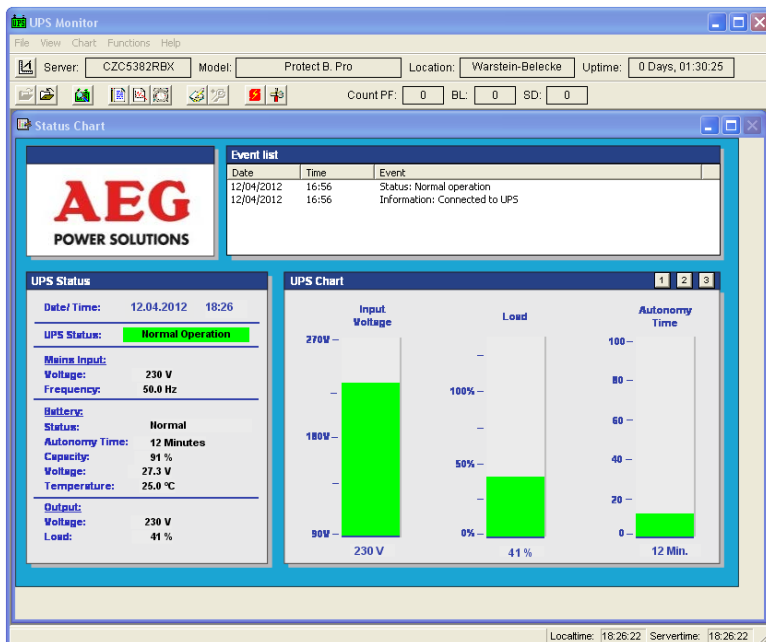 UPS Monitor
File View Chart Functions Help
Server: CZC5382RBX Model: Protect B. Pro Location: Warstein-Belecke Uptime: 0 Days, 01:30:25
Count PF: 0 BL: 0 SD: 0
Status Chart
Event list
Date Time Event
12/04/2012 16:56 Status: Normal operation
12/04/2012 16:56 Information: Connected to UPS
AEG
POWER SOLUTIONS
UPS Status
Date/ Time: 12.04.2012 18:26
UPS Status: Normal Operation
Mains Input:
Voltage: 230 V
Frequency: 50.0 Hz
Battery:
Status: Normal
Autonomy Time: 12 Minutes
Capacity: 91 %
Voltage: 27.3 V
Temperature: 25.0 °C
Output:
Voltage: 230 V
Load: 41 %
UPS Chart 1 2 3
Input
Voltage
270V
180V
90V
230 V
Load
100%
50%
0%
41 %
Autonomy
Time
100
80
60
40
20
0
12 Min.
Localtime: 18:26:22 Servertime: 18:26:22